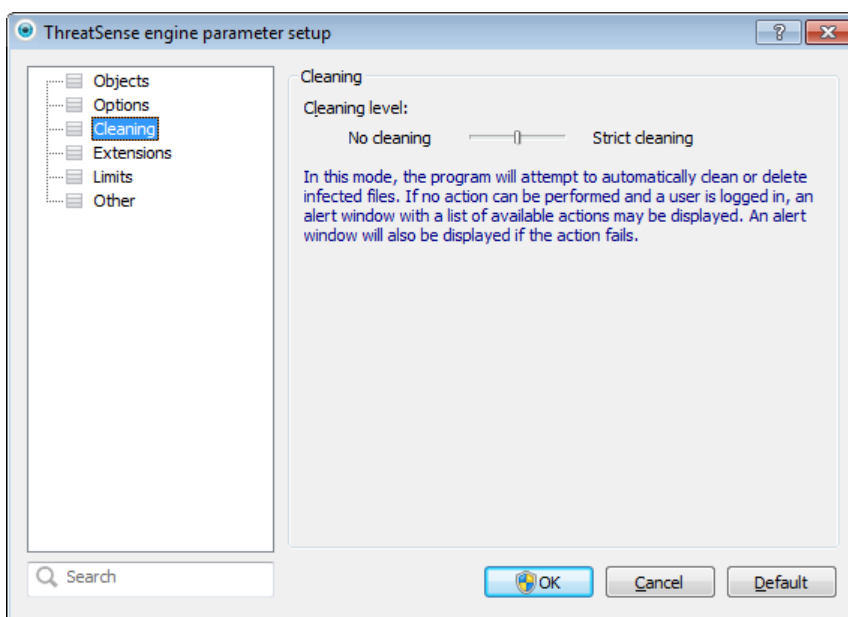 ThreatSense engine parameter setup
?
Objects
Options
Cleaning
Extensions
Limits
Other
Cleaning
Cleaning level:
No cleaning
Strict cleaning
In this mode, the program will attempt to automatically clean or delete
infected files. If no action can be performed and a user is logged in, an
alert window with a list of available actions may be displayed. An alert
window will also be displayed if the action fails.
Search
OK
Cancel
Default